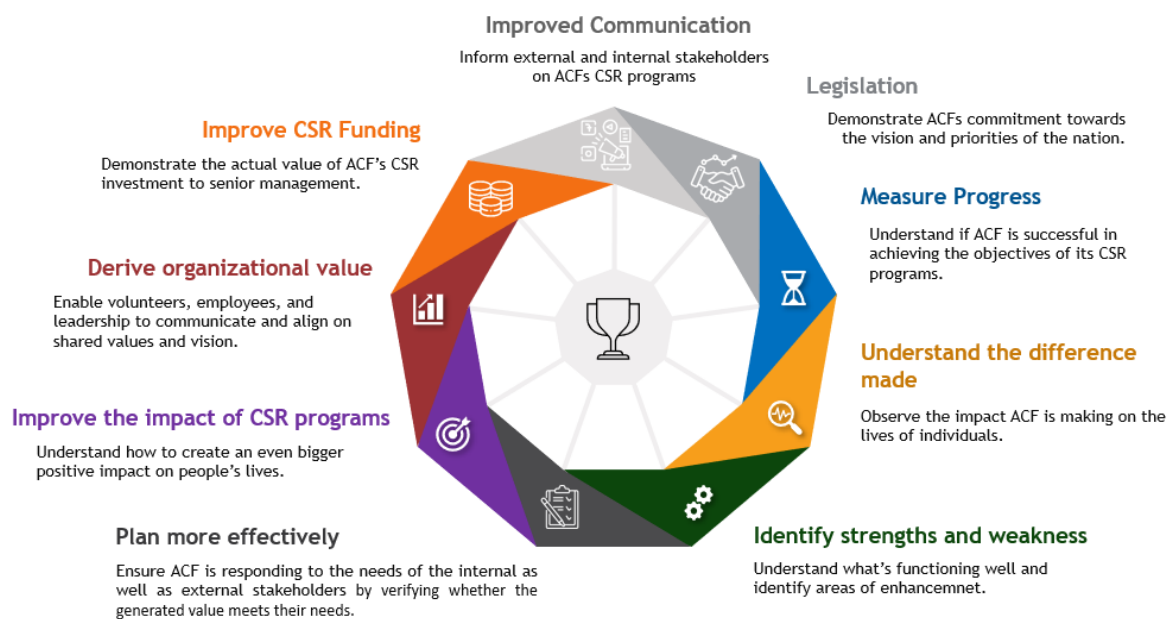 Improved Communication
Inform external and internal stakeholders
on ACFs CSR programs
Legislation
Demonstrate ACFs commitment towards
the vision and priorities of the nation.
Measure Progress
Understand if ACF is successful in
achieving the objectives of its CSR
programs.
Understand the difference
made
Observe the impact ACF is making on the
lives of individuals.
Identify strengths and weakness
Understand what's functioning well and
identify areas of enhancemnet.
Plan more effectively
Ensure ACF is responding to the needs of the internal as
well as external stakeholders by verifying whether the
generated value meets their needs.
Improve the impact of CSR programs
Understand how to create an even bigger
positive impact on people's lives.
Derive organizational value
Enable volunteers, employees, and
leadership to communicate and align on
shared values and vision.
Improve CSR Funding
Demonstrate the actual value of ACF's CSR
investment to senior management.